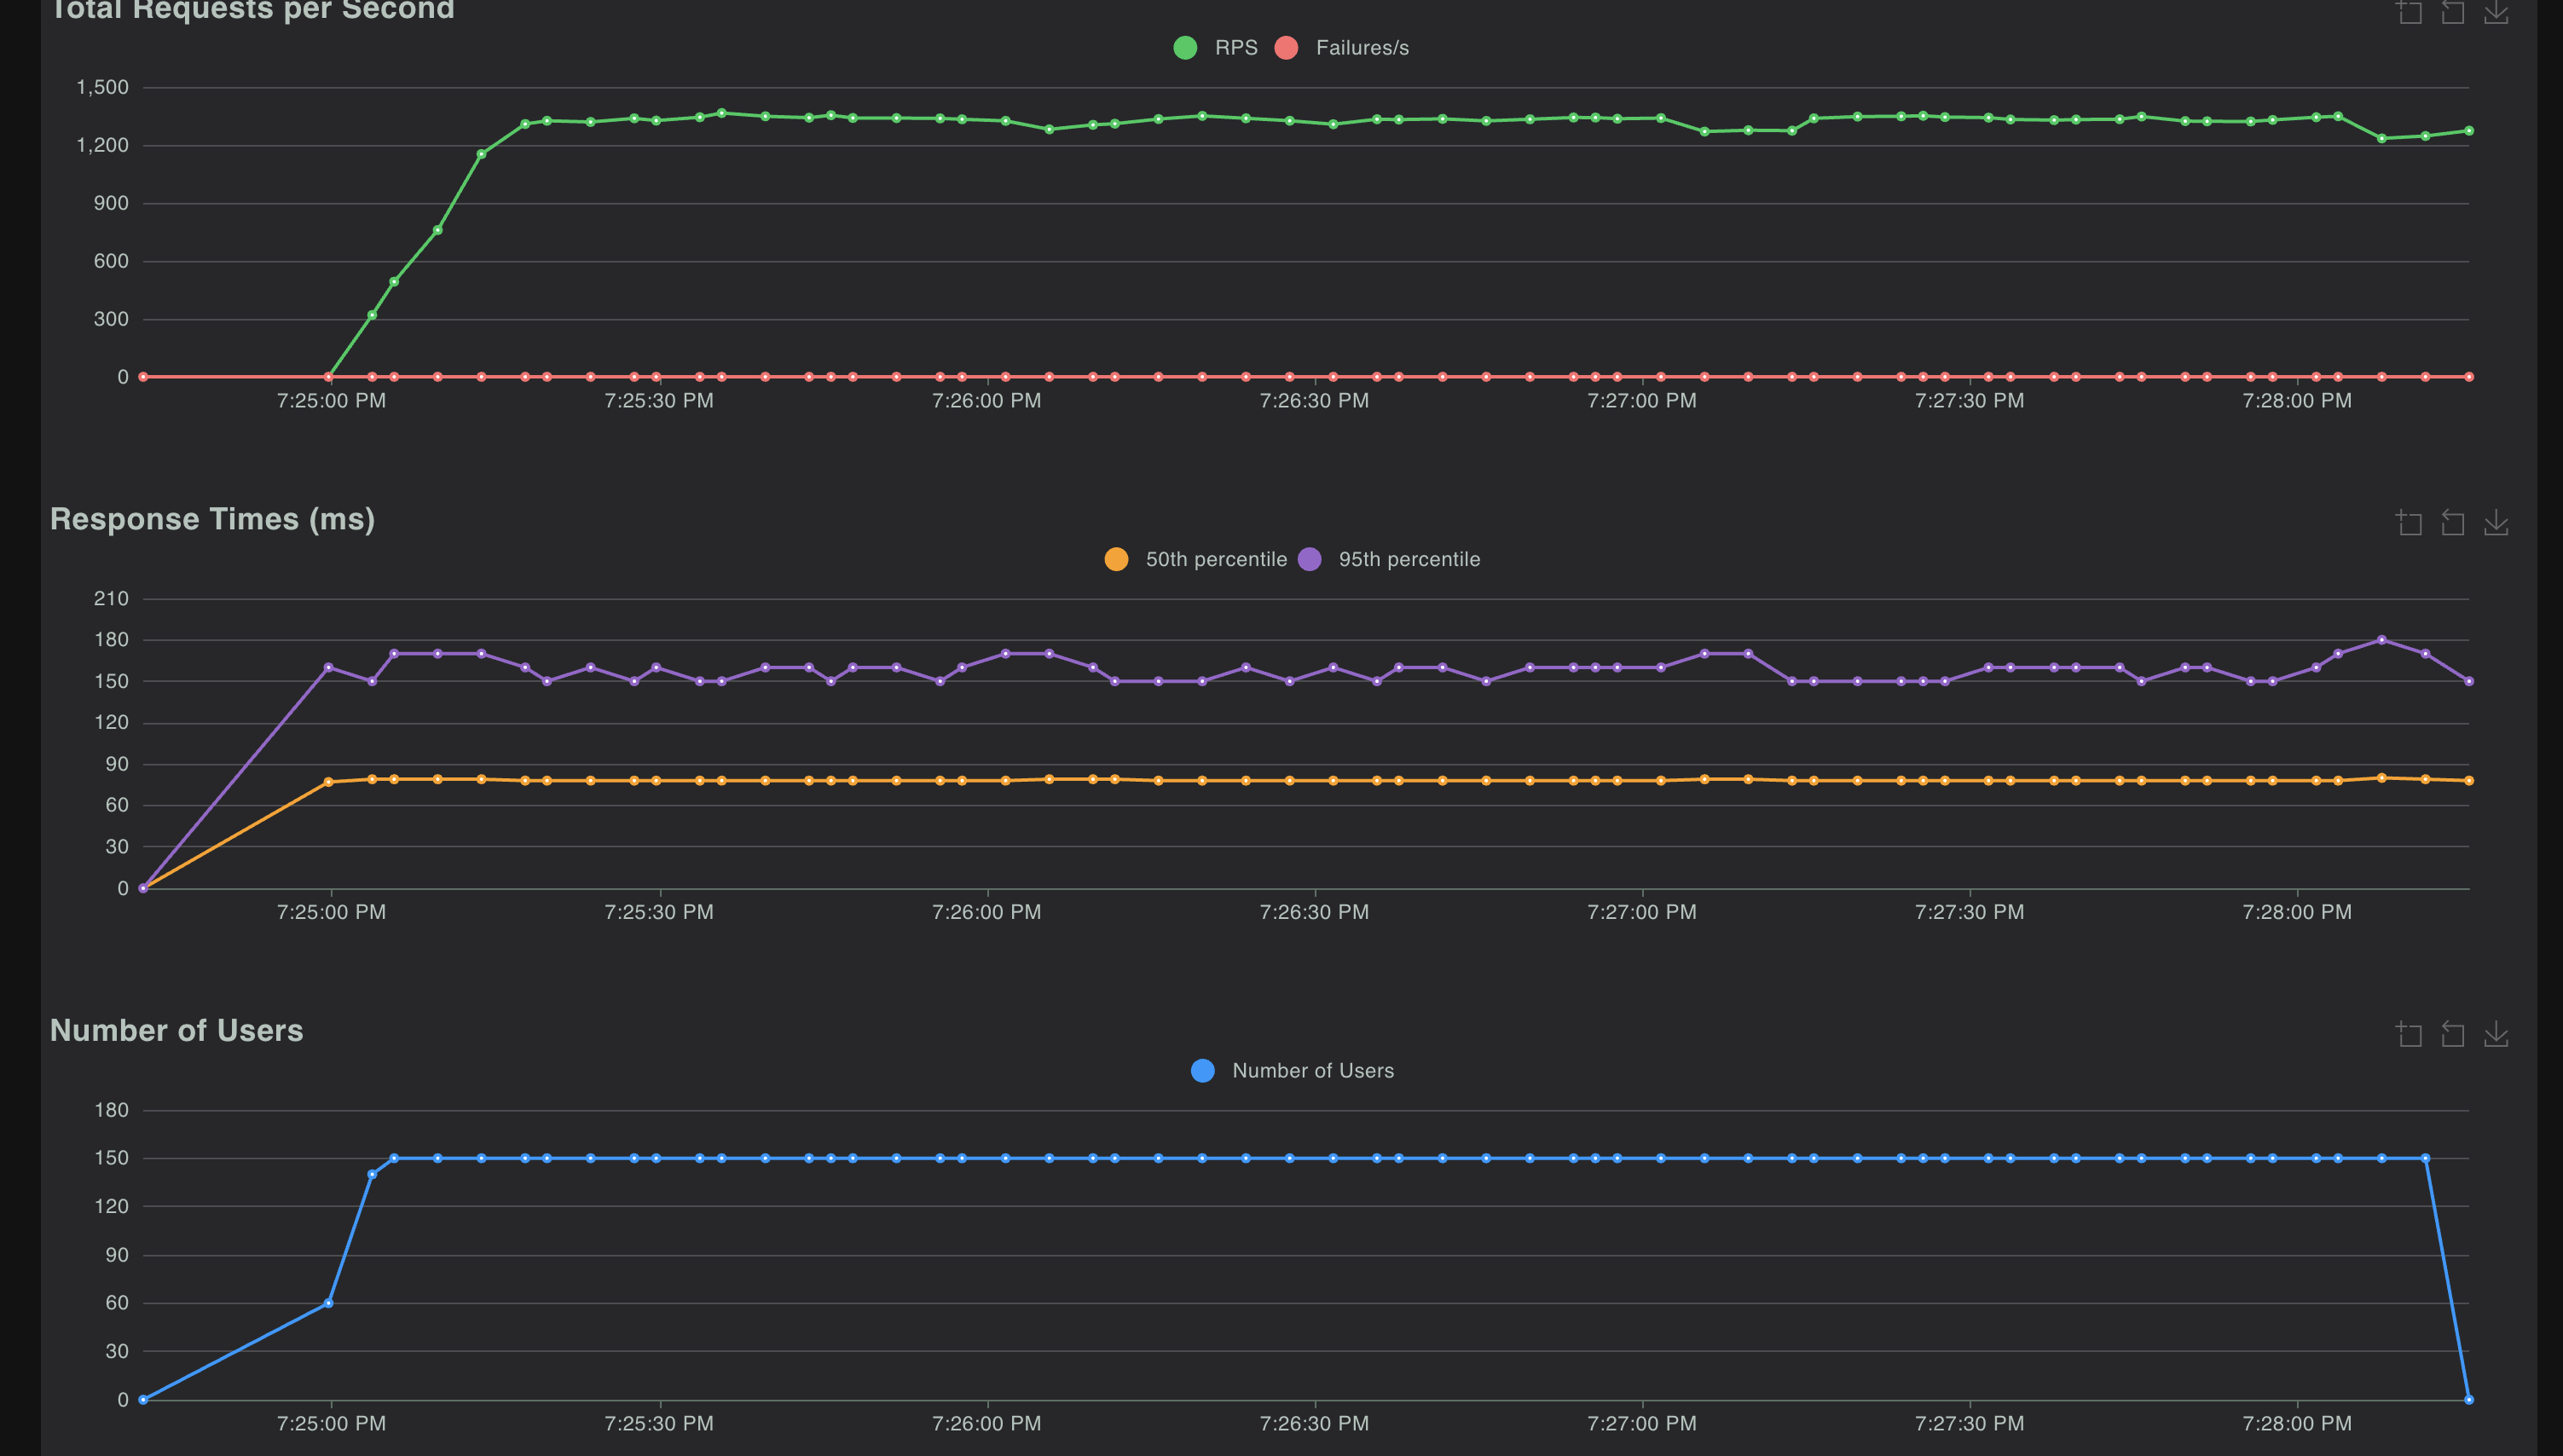 Total Requests per Second
RPS Failures/s
1,500
1,200
900
600
300
0
7:25:00 PM 7:25:30 PM 7:26:00 PM 7:26:30 PM 7:27:00 PM 7:27:30 PM 7:28:00 PM
Response Times (ms)
50th percentile 95th percentile
210
180
150
120
90
60
30
0
7:25:00 PM 7:25:30 PM 7:26:00 PM 7:26:30 PM 7:27:00 PM 7:27:30 PM 7:28:00 PM
Number of Users
Number of Users
180
150
120
90
60
30
0
7:25:00 PM 7:25:30 PM 7:26:00 PM 7:26:30 PM 7:27:00 PM 7:27:30 PM 7:28:00 PM